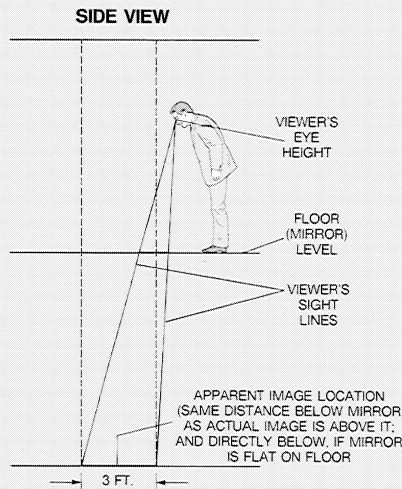 SIDE VIEW
VIEWER'S
EYE
HEIGHT
FLOOR
(MIRROR)
LEVEL
VIEWER'S
SIGHT
LINES
APPARENT IMAGE LOCATION
(SAME DISTANCE BELOW MIRROR
AS ACTUAL IMAGE IS ABOVE IT;
AND DIRECTLY BELOW, IF MIRROR
IS FLAT ON FLOOR
3 FT.